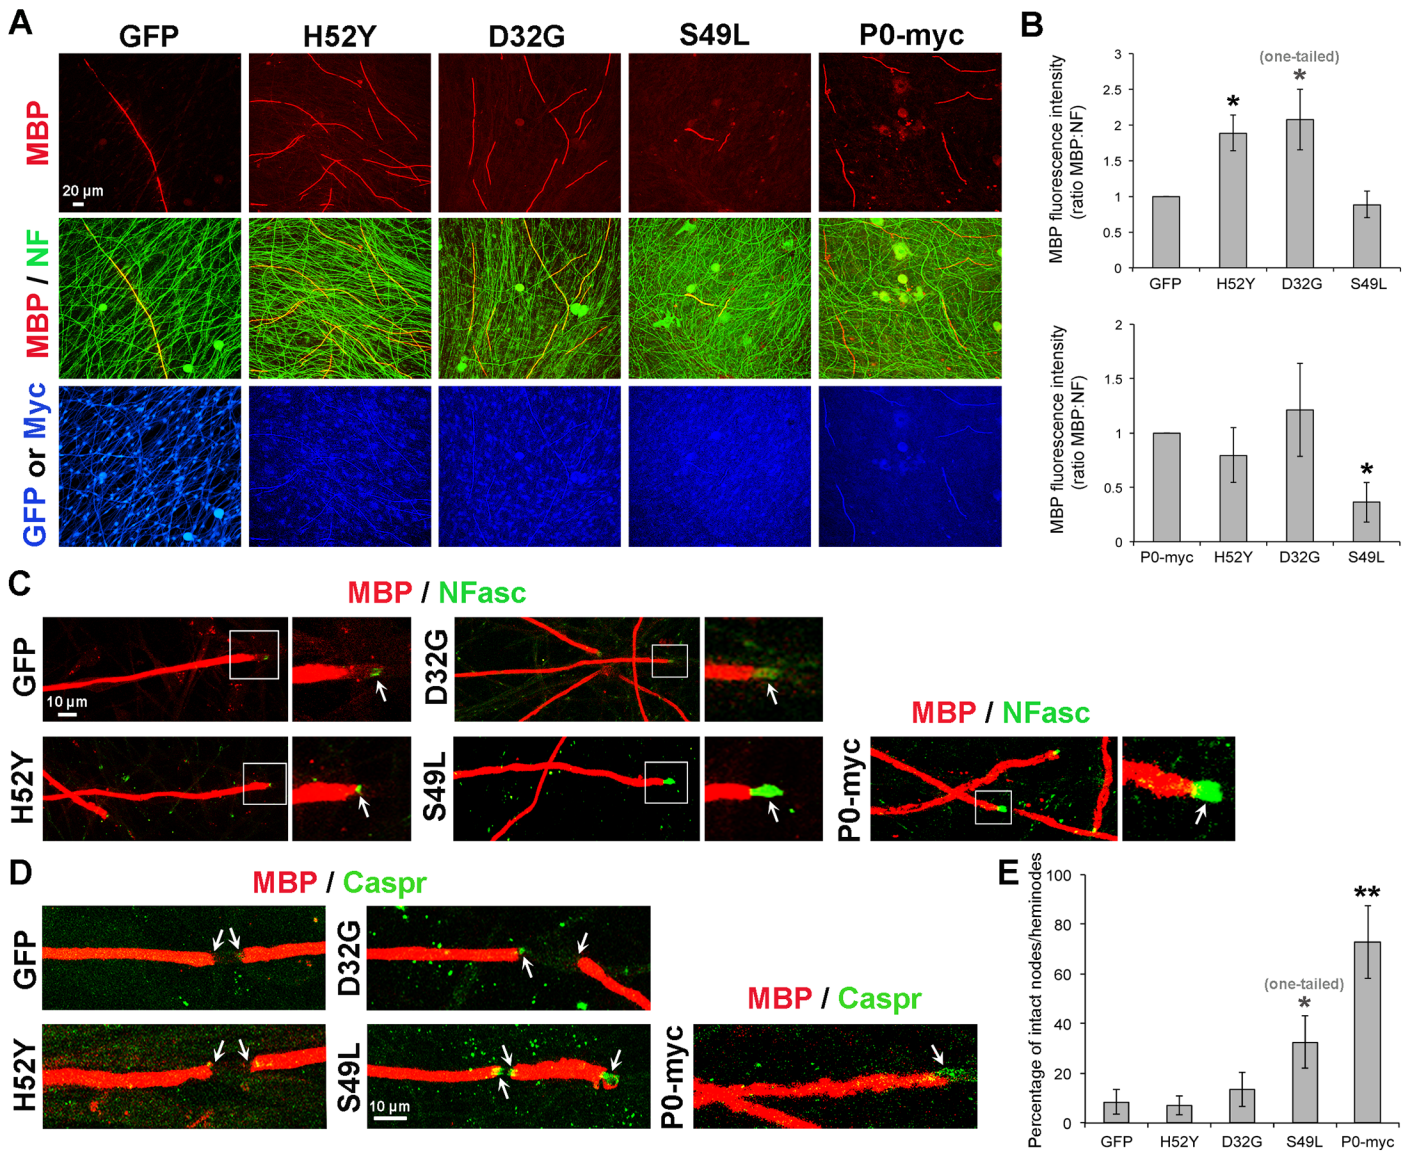 A
GFP
H52Y
D32G
S49L
P0-myc
MBP
20 µm
MBP / NF
GFP or Myc
B
MBP fluorescence intensity
(ratio MBP:NF)
3
2.5
2
1.5
1
0.5
0
*
(one-tailed)
*
GFP
H52Y
D32G
S49L
MBP fluorescence intensity
(ratio MBP:NF)
2
1.5
1
0.5
0
*
P0-myc
H52Y
D32G
S49L
C
MBP / NFasc
GFP
10 µm
D32G
H52Y
S49L
MBP / NFasc
P0-myc
D
MBP / Caspr
GFP
D32G
H52Y
S49L
10 µm
MBP / Caspr
P0-myc
E
Percentage of intact nodes/heminodes
100
80
60
40
20
0
(one-tailed)
*
**
GFP
H52Y
D32G
S49L
P0-myc